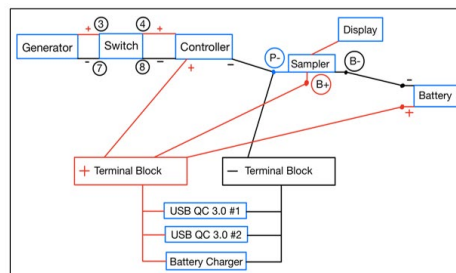 3
4
+
+
Generator
Switch
Controller
-
7
8
-
+
-
Display
P-
Sampler
B-
B+
-
Battery
+
+ Terminal Block
- Terminal Block
USB QC 3.0 #1
USB QC 3.0 #2
Battery Charger